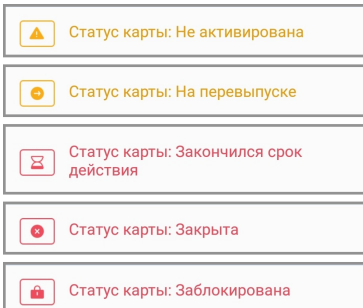 Статус карты: Не активирована
Статус карты: На перевыпуске
Статус карты: Закончился срок
действия
Статус карты: Закрыта
Статус карты: Заблокирована